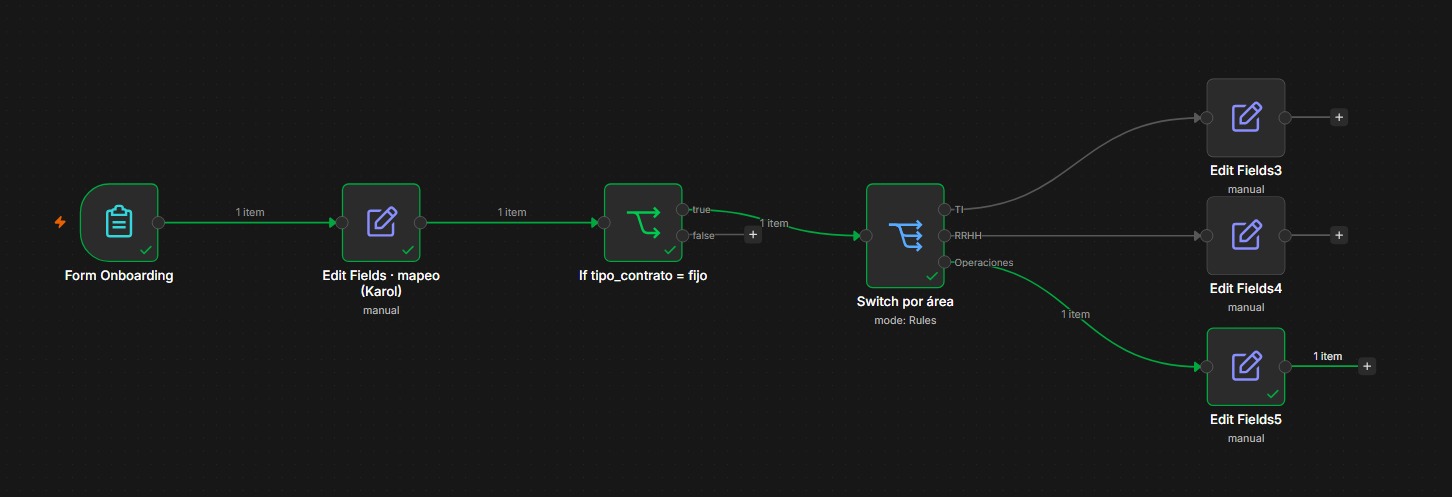 1 item
Form Onboarding
1 item
Edit Fields · mapeo
(Karol)
manual
true
false
1 item
If tipo_contrato = fijo
TI
RRHH
Operaciones
Switch por área
mode: Rules
1 item
Edit Fields3
manual
Edit Fields4
manual
1 item
Edit Fields5
manual